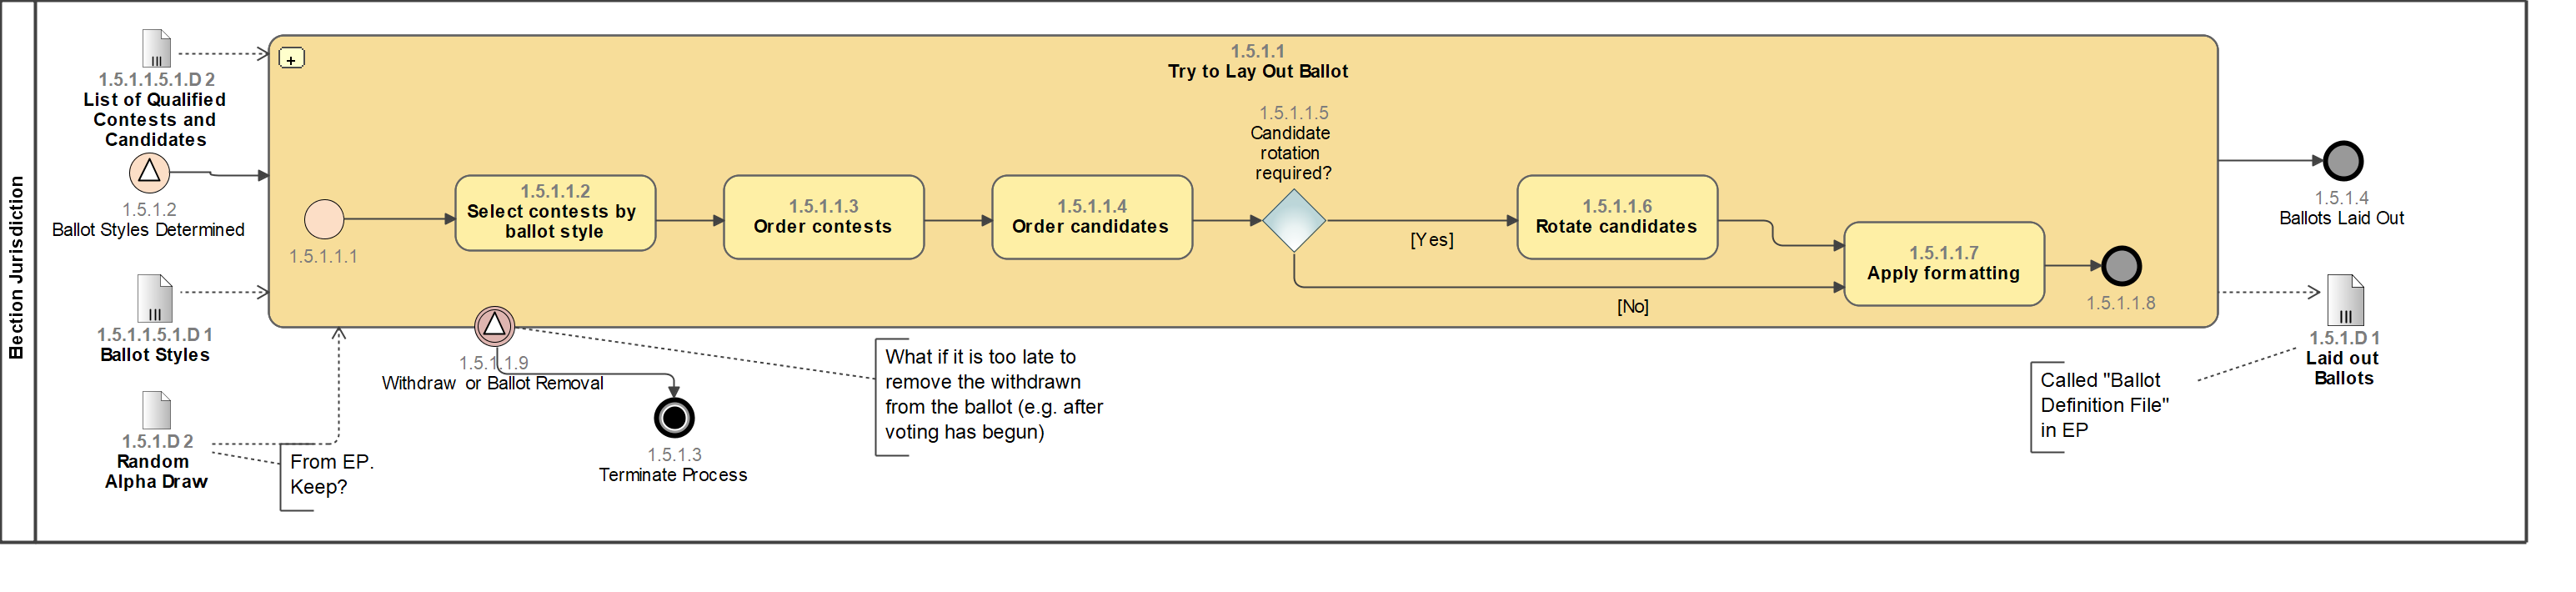 Election Jurisdiction
1.5.1.1.5.1.D 2
List of Qualified
Contests and
Candidates
1.5.1.2
Ballot Styles Determined
1.5.1.1.5.1.D 1
Ballot Styles
1.5.1.D 2
Random
Alpha Draw
From EP.
Keep?
1.5.1.1
Try to Lay Out Ballot
1.5.1.1.1
1.5.1.1.2
Select contests by
ballot style
1.5.1.1.3
Order contests
1.5.1.1.4
Order candidates
1.5.1.1.5
Candidate
rotation
required?
[Yes]
[No]
1.5.1.1.6
Rotate candidates
1.5.1.1.7
Apply formatting
1.5.1.1.8
1.5.1.1.9
Withdraw or Ballot Removal
1.5.1.3
Terminate Process
What if it is too late to
remove the withdrawn
from the ballot (e.g. after
voting has begun)
1.5.1.4
Ballots Laid Out
1.5.1.D 1
Laid out
Ballots
Called "Ballot
Definition File"
in EP